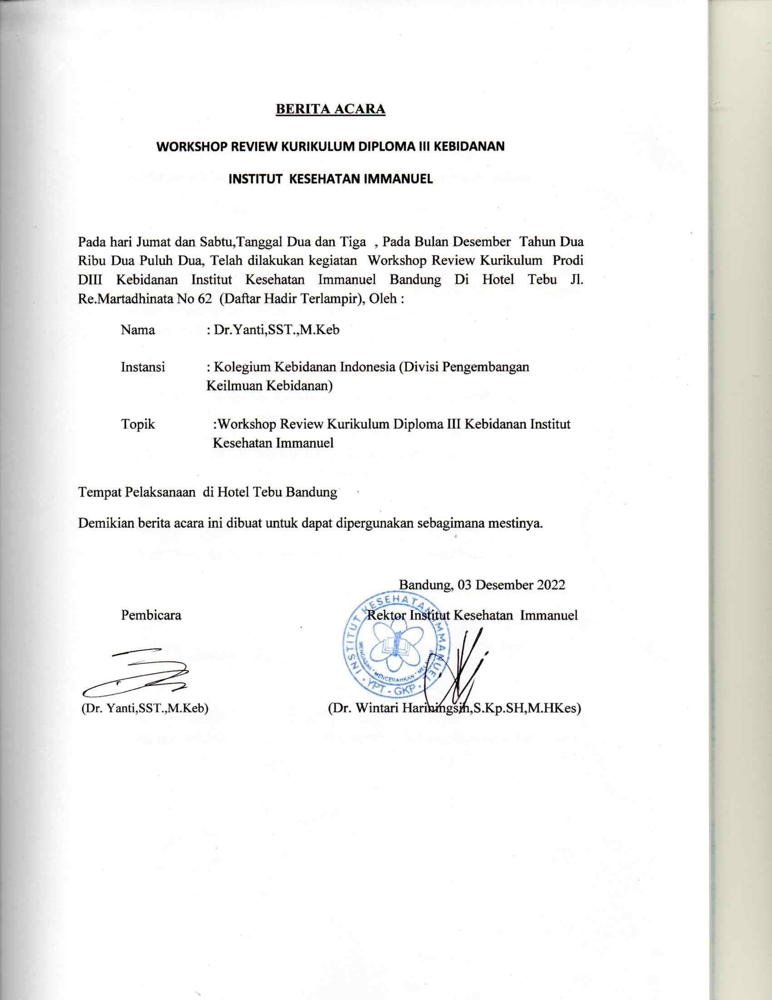 BERITA ACARA
WORKSHOP REVIEW KURIKULUM DIPLOMA III KEBIDANAN
INSTITUT KESEHATAN IMMANUEL
Pada hari Jumat dan Sabtu,Tanggal Dua dan Tiga , Pada Bulan Desember Tahun Dua
Ribu Dua Puluh Dua, Telah dilakukan kegiatan Workshop Review Kurikulum Prodi
DIII Kebidanan Institut Kesehatan Immanuel Bandung Di Hotel Tebu Jl.
Re.Martadhinata No 62 (Daftar Hadir Terlampir), Oleh :
Nama : Dr.Yanti,SST.,M.Keb
Instansi : Kolegium Kebidanan Indonesia (Divisi Pengembangan
Keilmuan Kebidanan)
Topik :Workshop Review Kurikulum Diploma III Kebidanan Institut
Kesehatan Immanuel
Tempat Pelaksanaan di Hotel Tebu Bandung
Demikian berita acara ini dibuat untuk dapat dipergunakan sebagimana mestinya.
Bandung, 03 Desember 2022
Pembicara Rektor Institut Kesehatan Immanuel
INSTITUT KESEHATAN IMMANUEL
MENGASIHI • MENCERAHKAN • MELAYANI
• YPT - GKP •
(Dr. Yanti,SST.,M.Keb) (Dr. Wintari Hariningsih,S.Kp.SH,M.HKes)